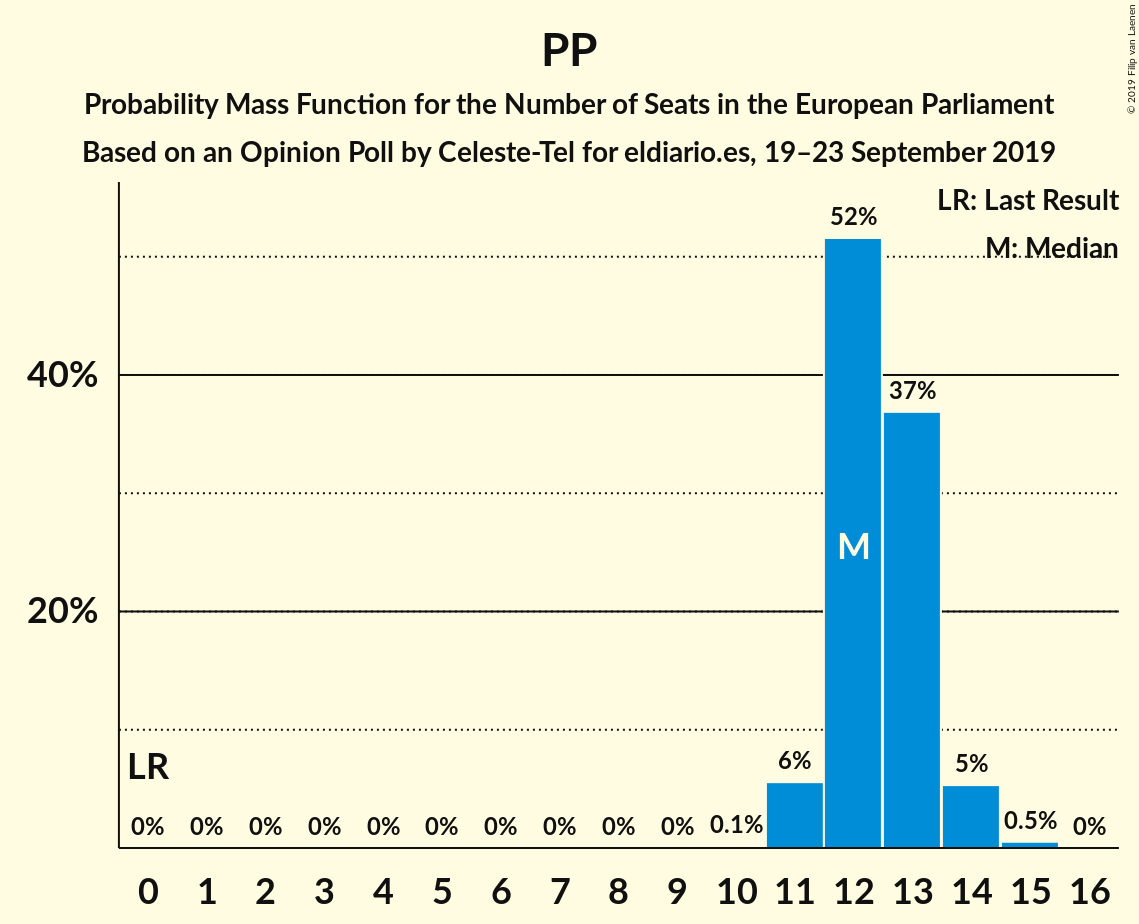 PP
Probability Mass Function for the Number of Seats in the European Parliament
Based on an Opinion Poll by Celeste-Tel for eldiario.es, 19–23 September 2019
© 2019 Filip van Laenen
LR: Last Result
M: Median
52%
40%
37%
M
20%
LR
6%
5%
0% 0% 0% 0% 0% 0% 0% 0% 0% 0% 0.1% 0.5% 0%
0 1 2 3 4 5 6 7 8 9 10 11 12 13 14 15 16